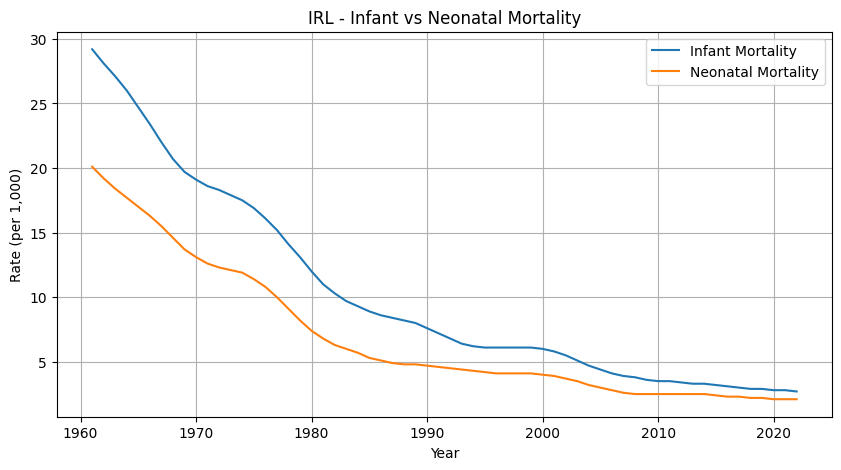 IRL - Infant vs Neonatal Mortality
Infant Mortality
Neonatal Mortality
Rate (per 1,000)
30
25
20
15
10
5
1960 1970 1980 1990 2000 2010 2020
Year